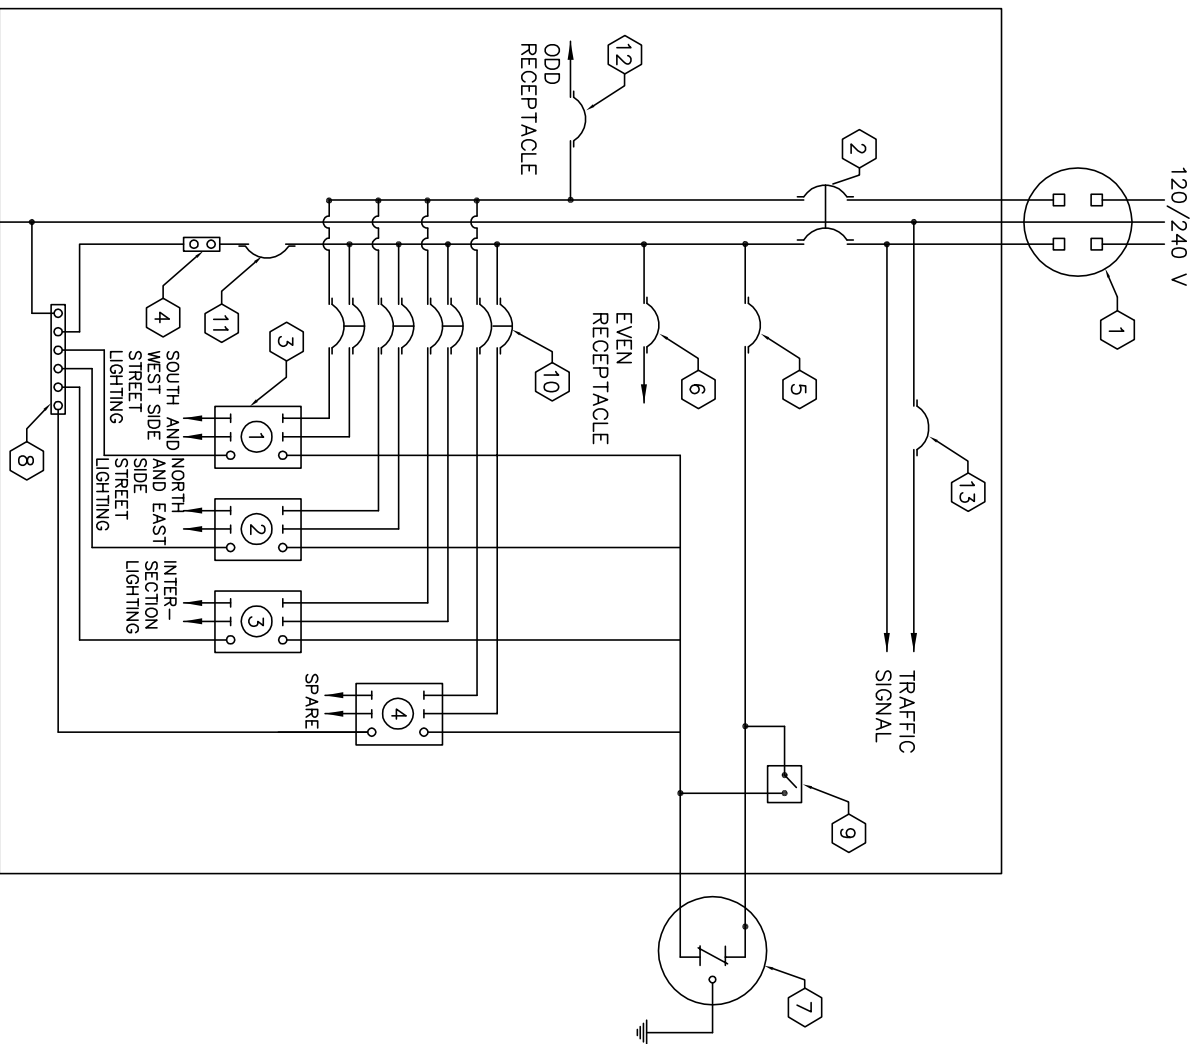 120/240 V
1
2
12
ODD
RECEPTACLE
13
TRAFFIC
SIGNAL
5
6
EVEN
RECEPTACLE
10
3
11
4
9
7
1
SOUTH AND
WEST SIDE
STREET
LIGHTING
2
NORTH
AND EAST
SIDE
STREET
LIGHTING
3
INTER-
SECTION
LIGHTING
4
SPARE
8